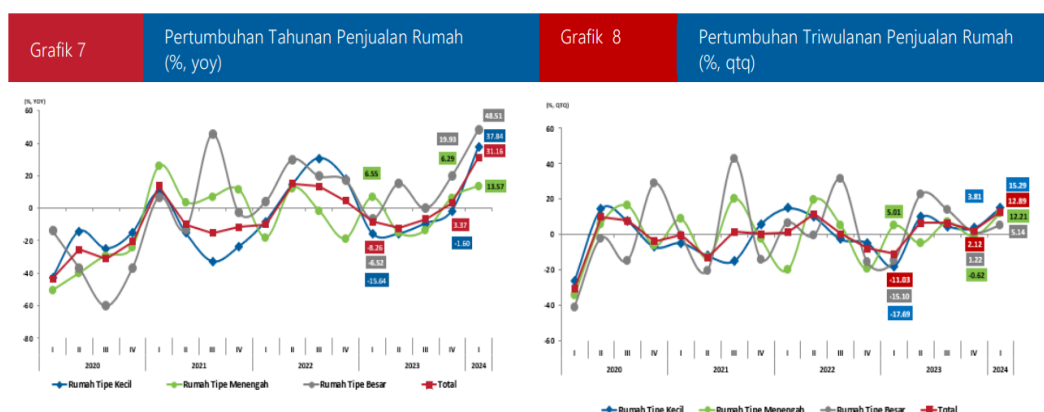 Grafik 7
Pertumbuhan Tahunan Penjualan Rumah
(%, yoy)
Grafik 8
Pertumbuhan Triwulanan Penjualan Rumah
(%, qtq)
(%, YOY)
60
40
20
0
-20
-40
-60
-80
48.51
37.84
31.16
13.57
19.93
6.29
6.55
3.37
-1.60
-8.26
-6.52
-15.64
I II III IV I II III IV I II III IV I II III IV I
2020 2021 2022 2023 2024
Rumah Tipe Kecil Rumah Tipe Menengah Rumah Tipe Besar Total
(%, QTQ)
60
40
20
0
-20
-40
-60
15.29
12.89
12.21
5.14
3.81
5.01
2.12
1.22
-0.62
-11.03
-15.10
-17.69
I II III IV I II III IV I II III IV I II III IV I
2020 2021 2022 2023 2024
Rumah Tipe Kecil Rumah Tipe Menengah Rumah Tipe Besar Total